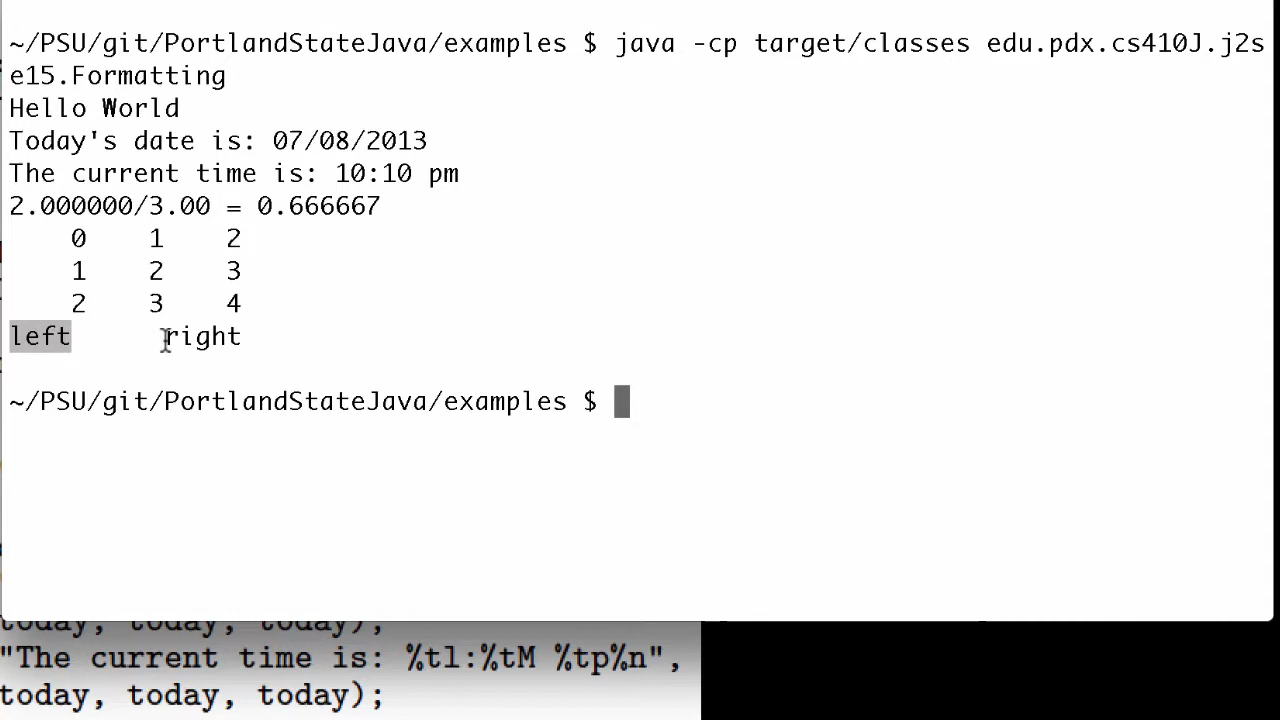 ~/PSU/git/PortlandStateJava/examples $ java -cp target/classes edu.pdx.cs410J.j2s
e15.Formatting
Hello World
Today's date is: 07/08/2013
The current time is: 10:10 pm
2.000000/3.00 = 0.666667
0 1 2
1 2 3
2 3 4
left right
~/PSU/git/PortlandStateJava/examples $
today, today, today);
"The current time is: %tl:%tM %tp%n",
today, today, today);